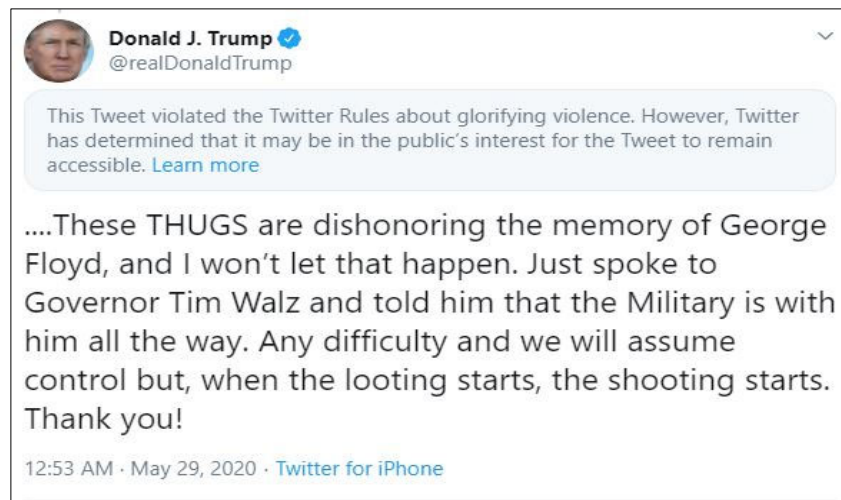 Donald J. Trump
@realDonaldTrump
This Tweet violated the Twitter Rules about glorifying violence. However, Twitter
has determined that it may be in the public's interest for the Tweet to remain
accessible. Learn more
....These THUGS are dishonoring the memory of George
Floyd, and I won't let that happen. Just spoke to
Governor Tim Walz and told him that the Military is with
him all the way. Any difficulty and we will assume
control but, when the looting starts, the shooting starts.
Thank you!
12:53 AM · May 29, 2020 · Twitter for iPhone